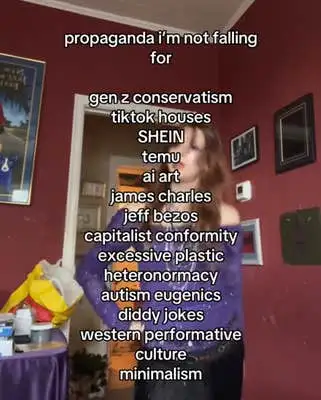 propaganda i'm not falling
for
gen z conservatism
tiktok houses
SHEIN
temu
ai art
james charles
jeff bezos
capitalist conformity
excessive plastic
heteronormacy
autism eugenics
diddy jokes
western performative
culture
minimalism